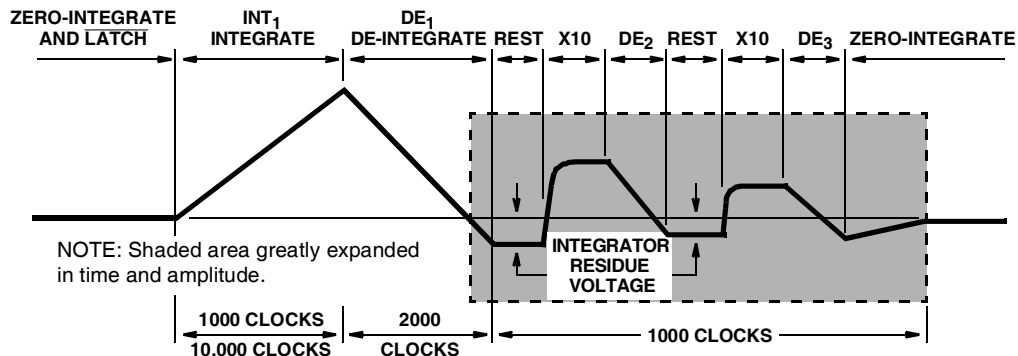 ZERO-INTEGRATE
AND LATCH
INT1
INTEGRATE
DE1
DE-INTEGRATE
REST
X10
DE2
REST
X10
DE3
ZERO-INTEGRATE
NOTE: Shaded area greatly expanded
in time and amplitude.
INTEGRATOR
RESIDUE
VOLTAGE
1000 CLOCKS
10,000 CLOCKS
2000
CLOCKS
1000 CLOCKS